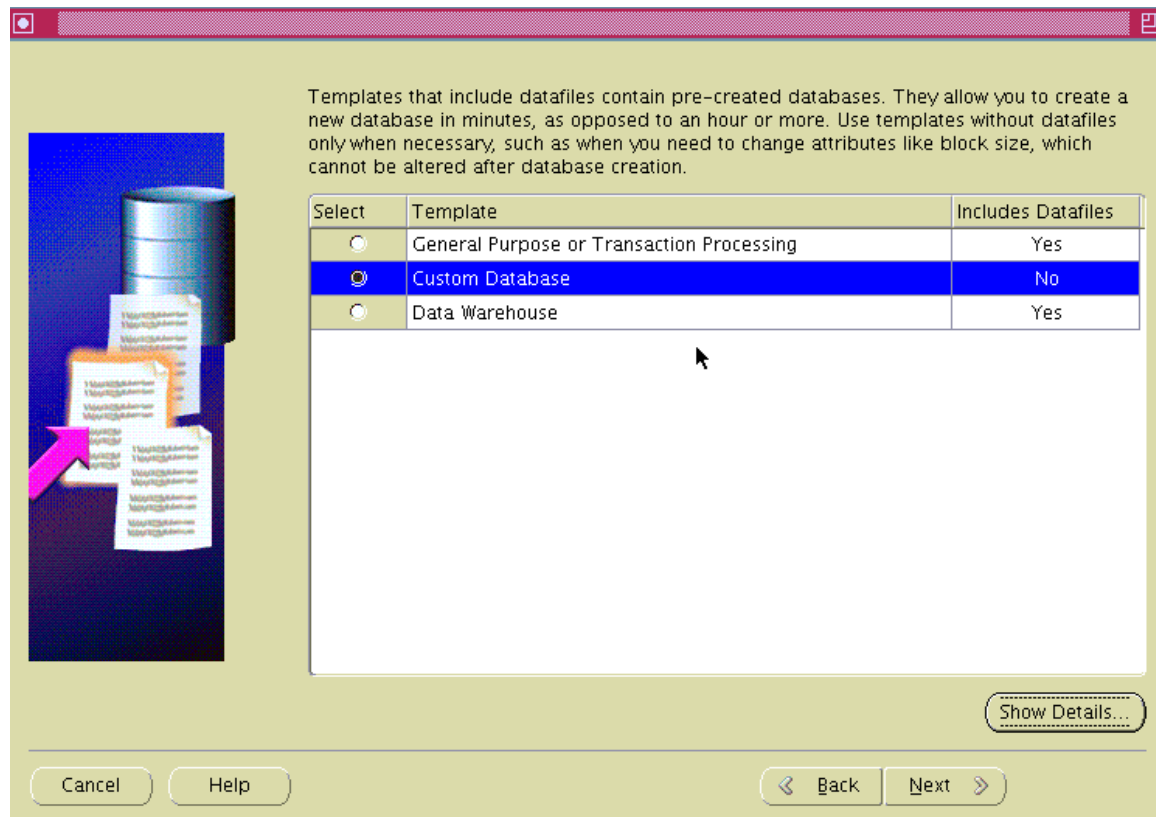 Templates that include datafiles contain pre-created databases. They allow you to create a
new database in minutes, as opposed to an hour or more. Use templates without datafiles
only when necessary, such as when you need to change attributes like block size, which
cannot be altered after database creation.
Select Template Includes Datafiles
General Purpose or Transaction Processing Yes
Custom Database No
Data Warehouse Yes
Show Details...
Cancel Help Back Next